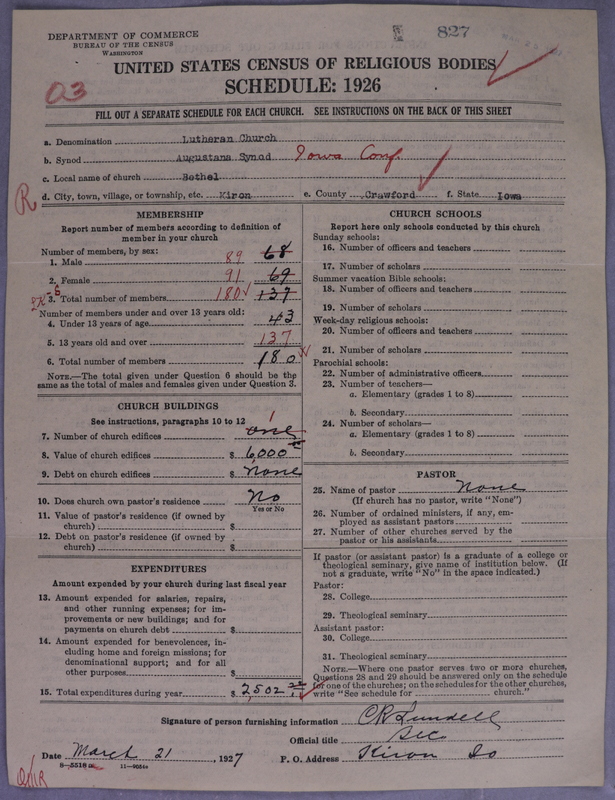 DEPARTMENT OF COMMERCE
BUREAU OF THE CENSUS
WASHINGTON
827
UNITED STATES CENSUS OF RELIGIOUS BODIES
SCHEDULE: 1926
03
FILL OUT A SEPARATE SCHEDULE FOR EACH CHURCH. SEE INSTRUCTIONS ON THE BACK OF THIS SHEET
a. Denomination Lutheran Church
b. Synod Augustana Synod Iowa Conf.
c. Local name of church Bethel
R
d. City, town, village, or township, etc. Kiron e. County Crawford f. State Iowa
MEMBERSHIP
Report number of members according to definition of
member in your church
Number of members, by sex:
1. Male 89 68
2. Female 91 69
3. Total number of members 180 137
Number of members under and over 13 years old:
4. Under 13 years of age 43
5. 13 years old and over 137
6. Total number of members 180
NOTE.—The total given under Question 6 should be the
same as the total of males and females given under Question 3.
CHURCH BUILDINGS
See instructions, paragraphs 10 to 12
7. Number of church edifices one 1
8. Value of church edifices $ 6,000
9. Debt on church edifices $ none
10. Does church own pastor's residence No
Yes or No
11. Value of pastor's residence (if owned by
church) $
12. Debt on pastor's residence (if owned by
church) $
EXPENDITURES
Amount expended by your church during last fiscal year
13. Amount expended for salaries, repairs,
and other running expenses; for im-
provements or new buildings; and for
payments on church debt $
14. Amount expended for benevolences, in-
cluding home and foreign missions; for
denominational support; and for all
other purposes $
15. Total expenditures during year $ 2,502
CHURCH SCHOOLS
Report here only schools conducted by this church
Sunday schools:
16. Number of officers and teachers
17. Number of scholars
Summer vacation Bible schools:
18. Number of officers and teachers
19. Number of scholars
Week-day religious schools:
20. Number of officers and teachers
21. Number of scholars
Parochial schools:
22. Number of administrative officers
23. Number of teachers—
a. Elementary (grades 1 to 8)
b. Secondary
24. Number of scholars—
a. Elementary (grades 1 to 8)
b. Secondary
PASTOR
25. Name of pastor None
(If church has no pastor, write "None")
26. Number of ordained ministers, if any, em-
ployed as assistant pastors
27. Number of other churches served by the
pastor or his assistants
If pastor (or assistant pastor) is a graduate of a college or
theological seminary, give name of institution below. (If
not a graduate, write "No" in the space indicated.)
Pastor:
28. College
29. Theological seminary
Assistant pastor:
30. College
31. Theological seminary
NOTE.—Where one pastor serves two or more churches,
Questions 28 and 29 should be answered only on the schedule
for one of the churches; on the schedules for the other churches,
write "See schedule for church."
Signature of person furnishing information C R Lundell
Official title Sec.
Date March 21, 1927 P. O. Address Kiron Io
8—5518 a 11—9654a